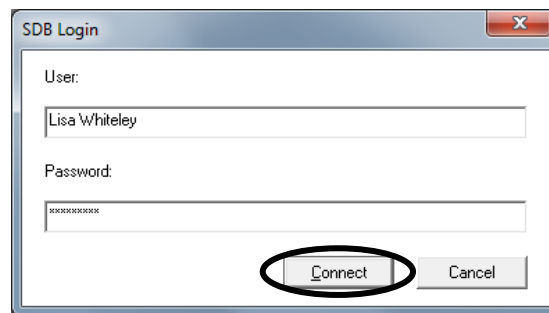 SDB Login
User:
Lisa Whiteley
Password:
*********
Connect
Cancel